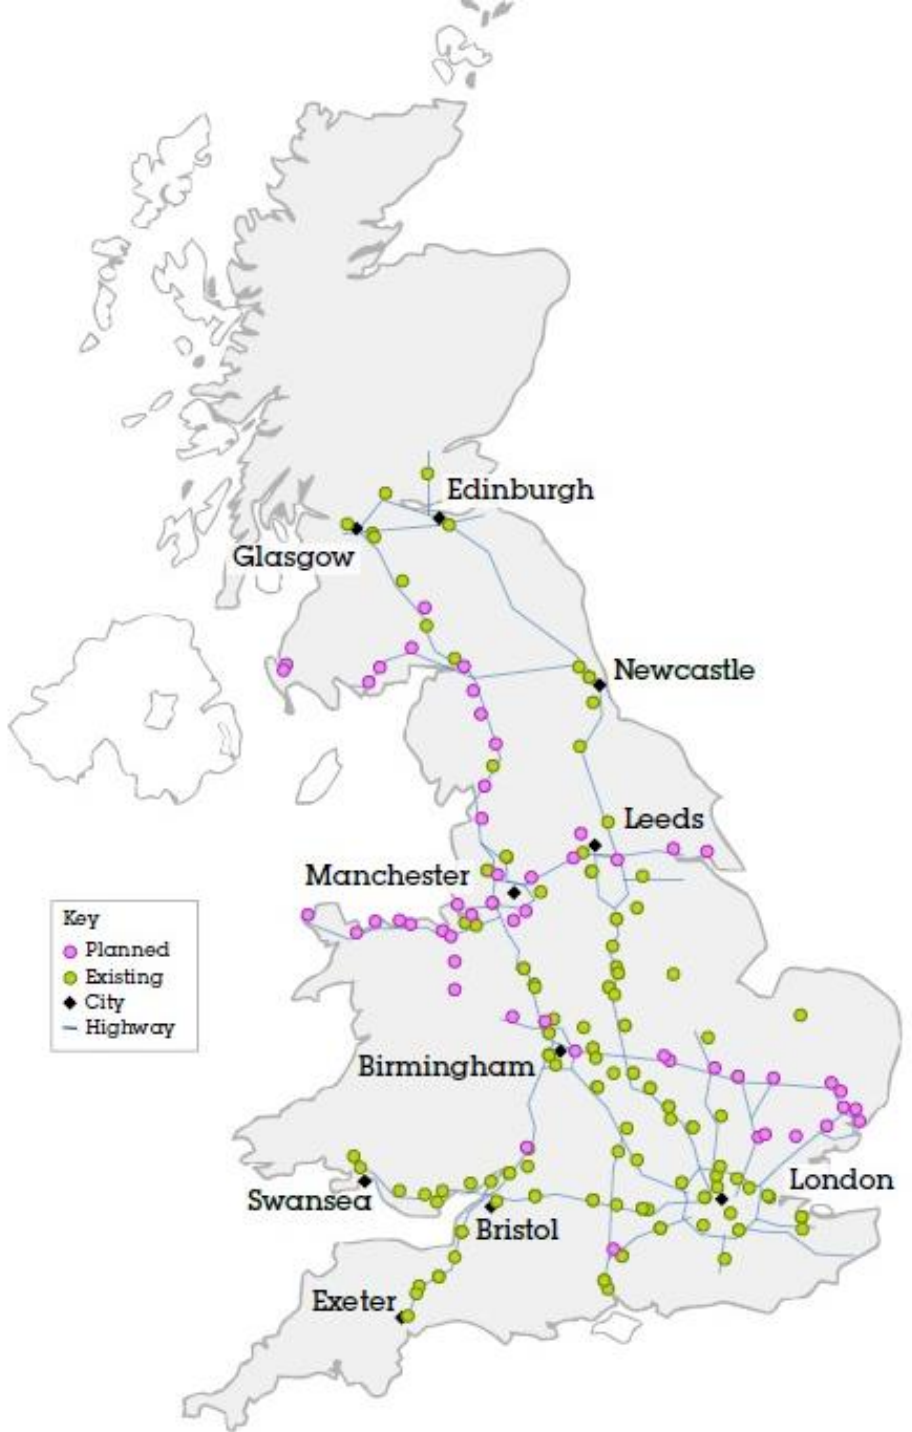 Edinburgh
Glasgow
Newcastle
Leeds
Manchester
Key
Planned
Existing
City
Highway
Birmingham
London
Swansea
Bristol
Exeter